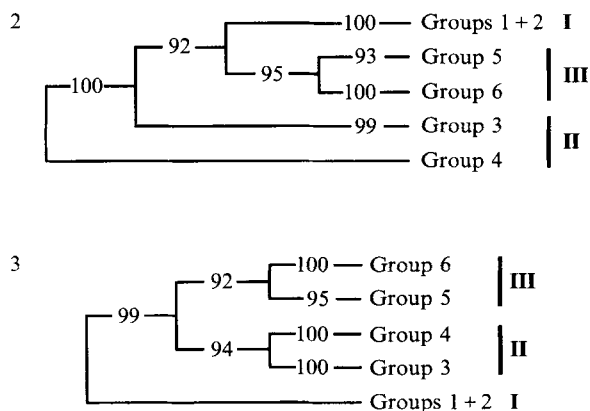 2
100 Groups 1 + 2 I
92
93 Group 5
95 III
100 Group 6
100
99 Group 3
II
Group 4
3
100 Group 6
92 III
95 Group 5
99
100 Group 4
94 II
100 Group 3
Groups 1 + 2 I